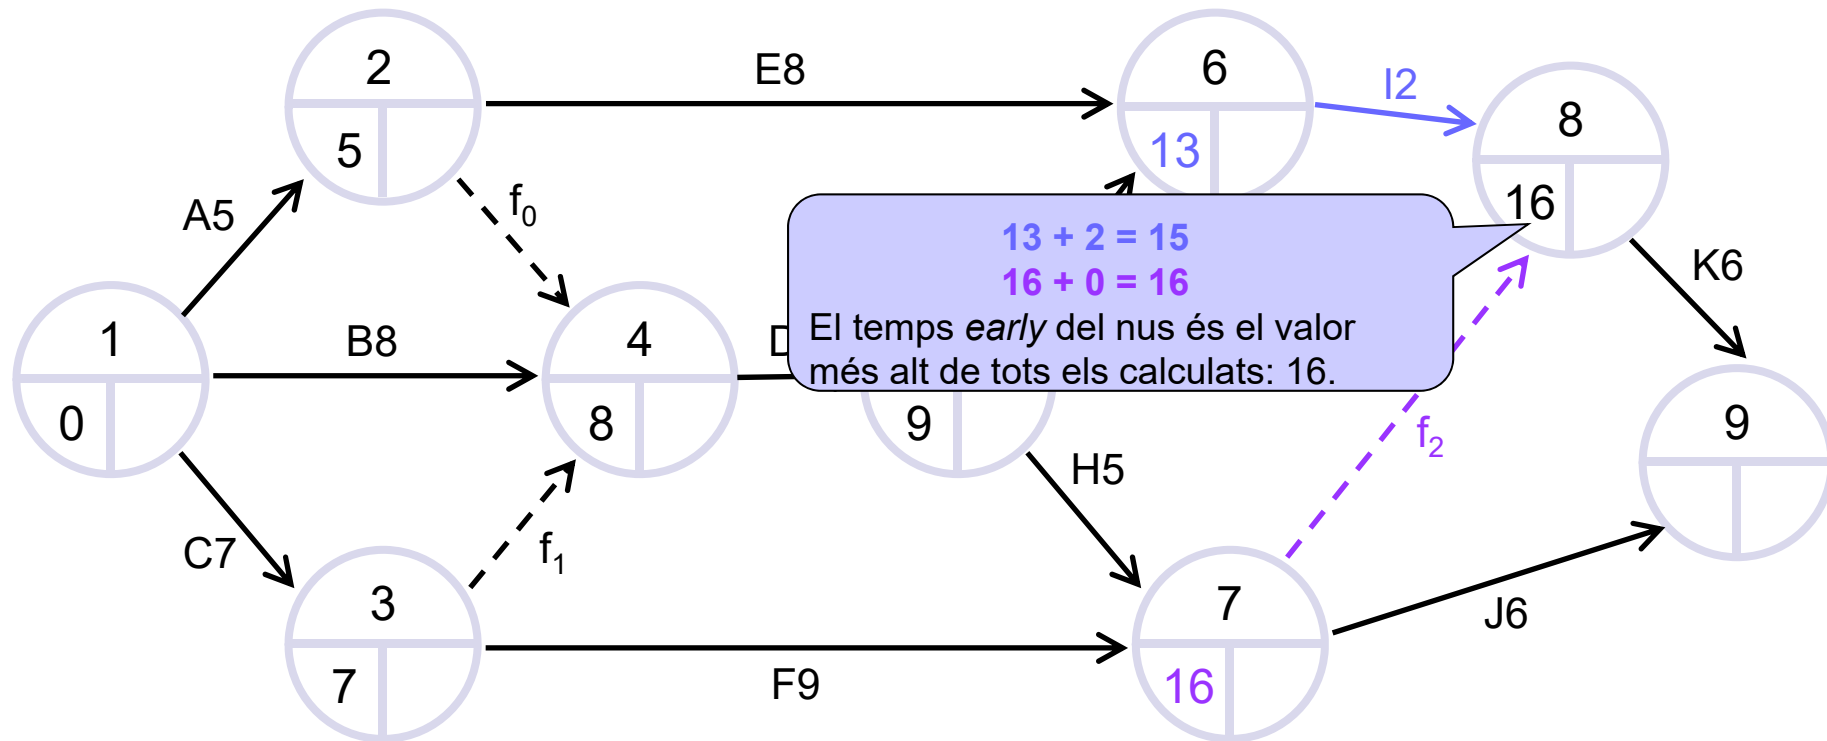 2
5
E8
6
13
I2
8
16
A5
f0
13 + 2 = 15
16 + 0 = 16
El temps early del nus és el valor
més alt de tots els calculats: 16.
K6
1
0
B8
4
8
D
9
9
C7
f1
H5
f2
3
7
F9
7
16
J6